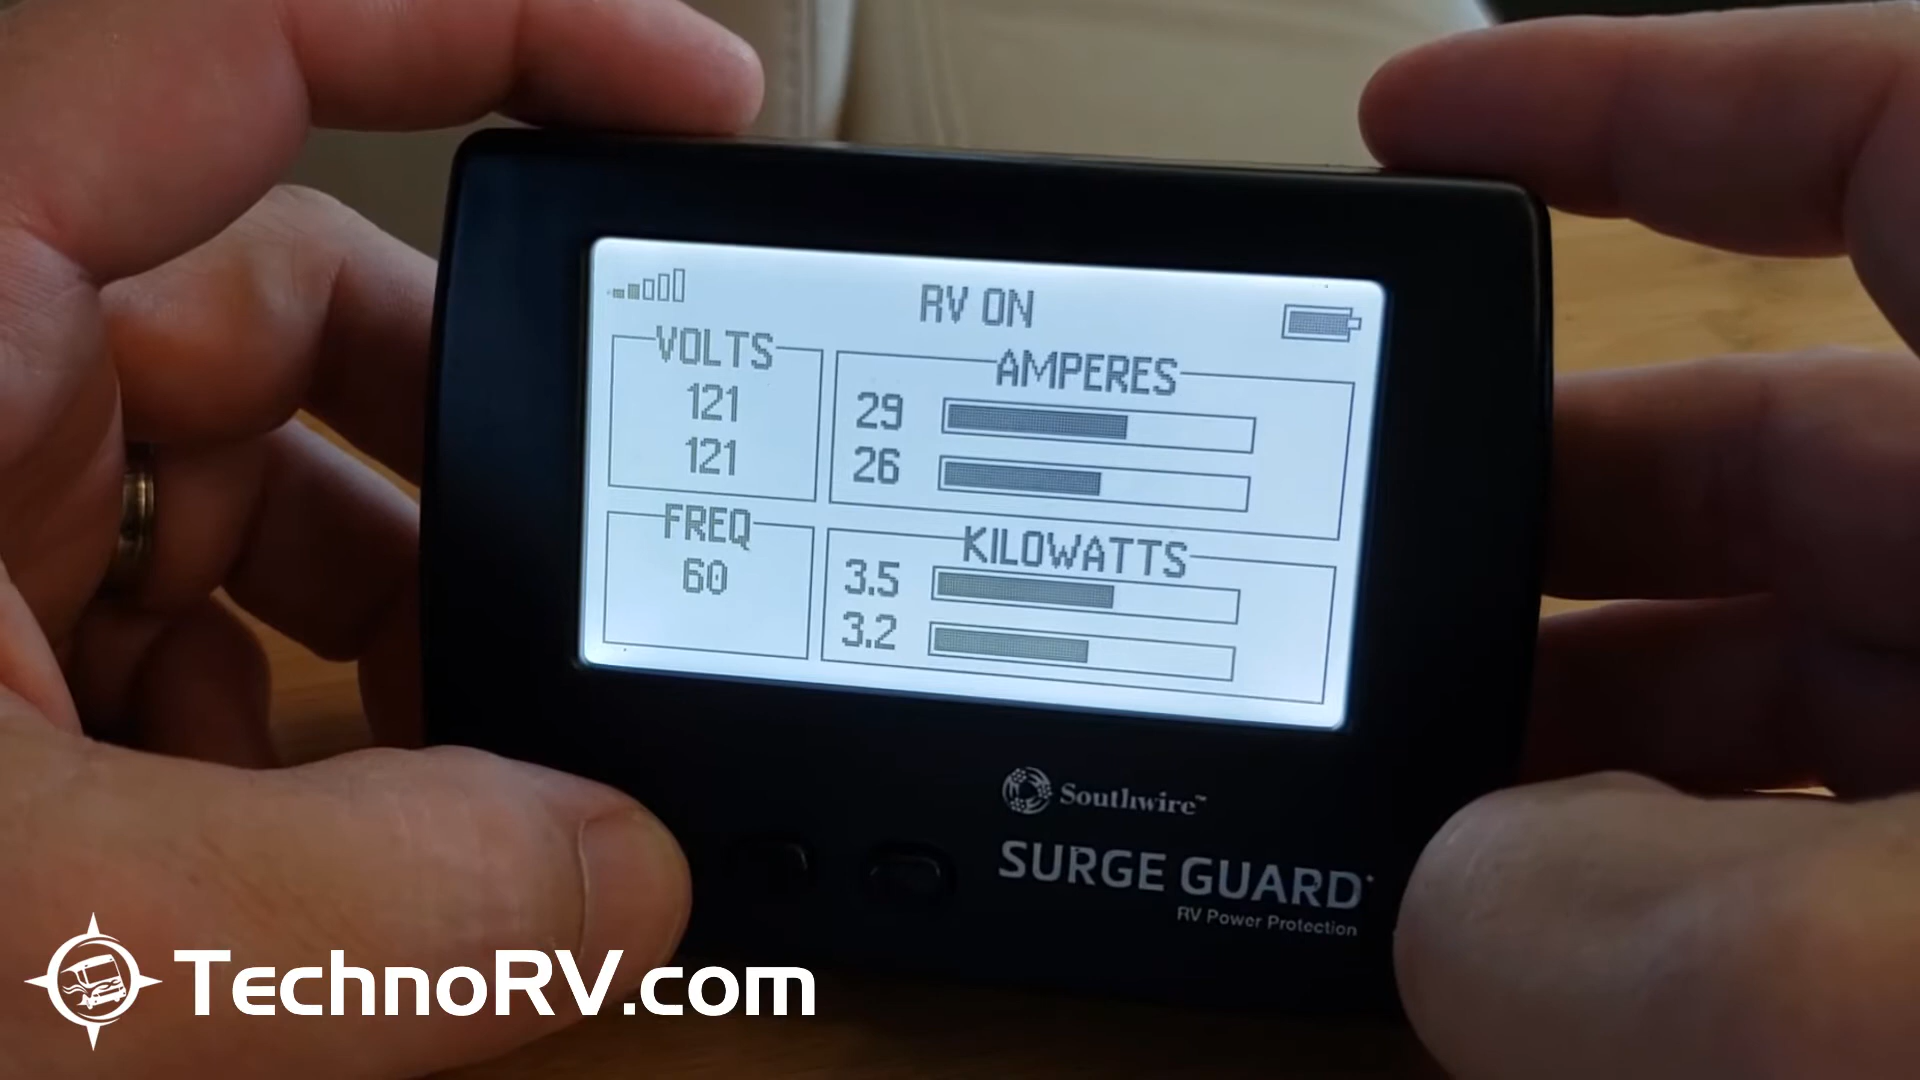 RV ON
VOLTS
121
121
AMPERES
29
26
FREQ
60
KILOWATTS
3.5
3.2
Southwire™
SURGE GUARD
RV Power Protection
TechnoRV.com